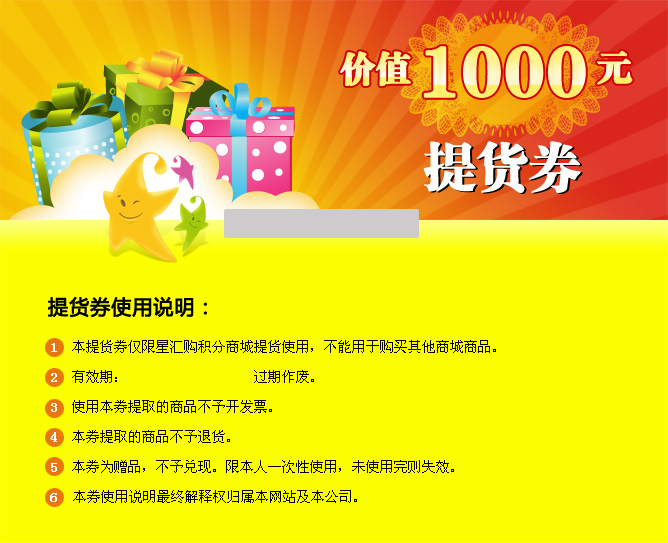 价值1000元
提货券
提货券使用说明：
1 本提货券仅限星汇购积分商城提货使用，不能用于购买其他商城商品。
2 有效期： 过期作废。
3 使用本券提取的商品不予开发票。
4 本券提取的商品不予退货。
5 本券为赠品，不予兑现。限本人一次性使用，未使用完则失效。
6 本券使用说明最终解释权归属本网站及本公司。